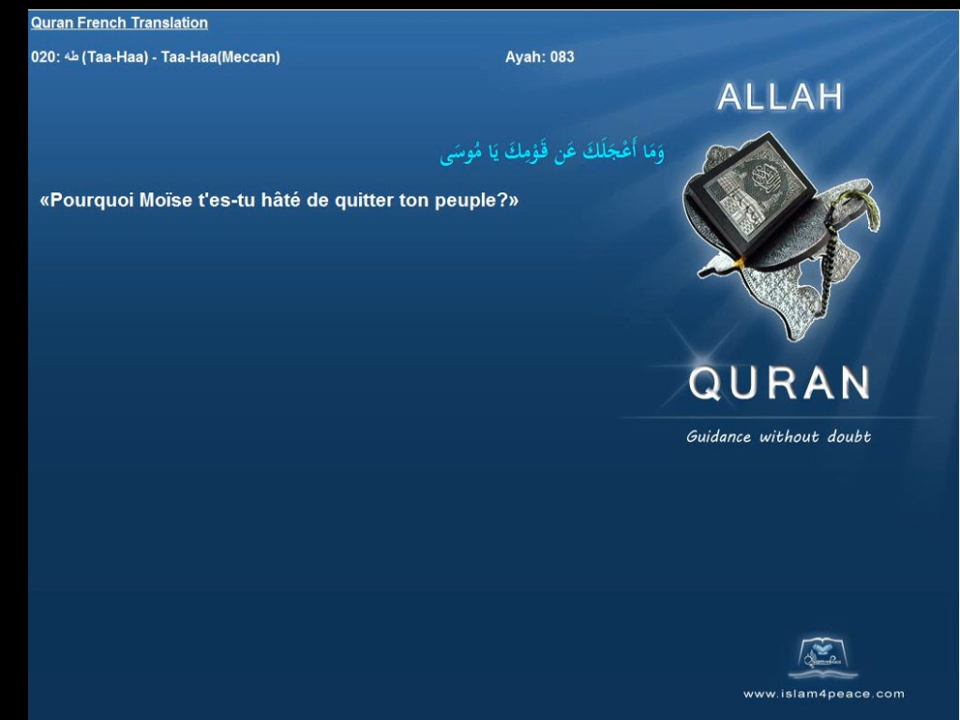 Quran French Translation
020: طه (Taa-Haa) - Taa-Haa(Meccan) Ayah: 083
ALLAH
وَمَا أَعْجَلَكَ عَن قَوْمِكَ يَا مُوسَى
«Pourquoi Moïse t'es-tu hâté de quitter ton peuple?»
QURAN
Guidance without doubt
www.islam4peace.com